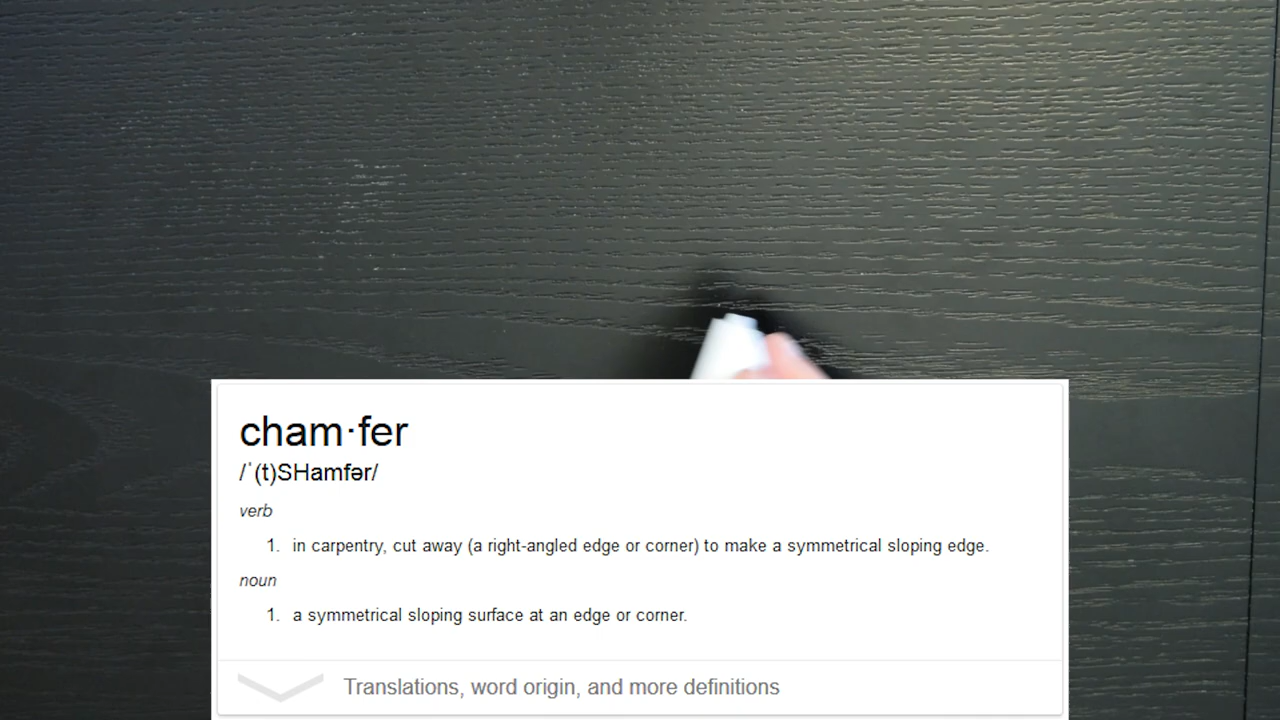 cham·fer
/ˈ(t)SHamfər/
verb
1. in carpentry, cut away (a right-angled edge or corner) to make a symmetrical sloping edge.
noun
1. a symmetrical sloping surface at an edge or corner.
Translations, word origin, and more definitions